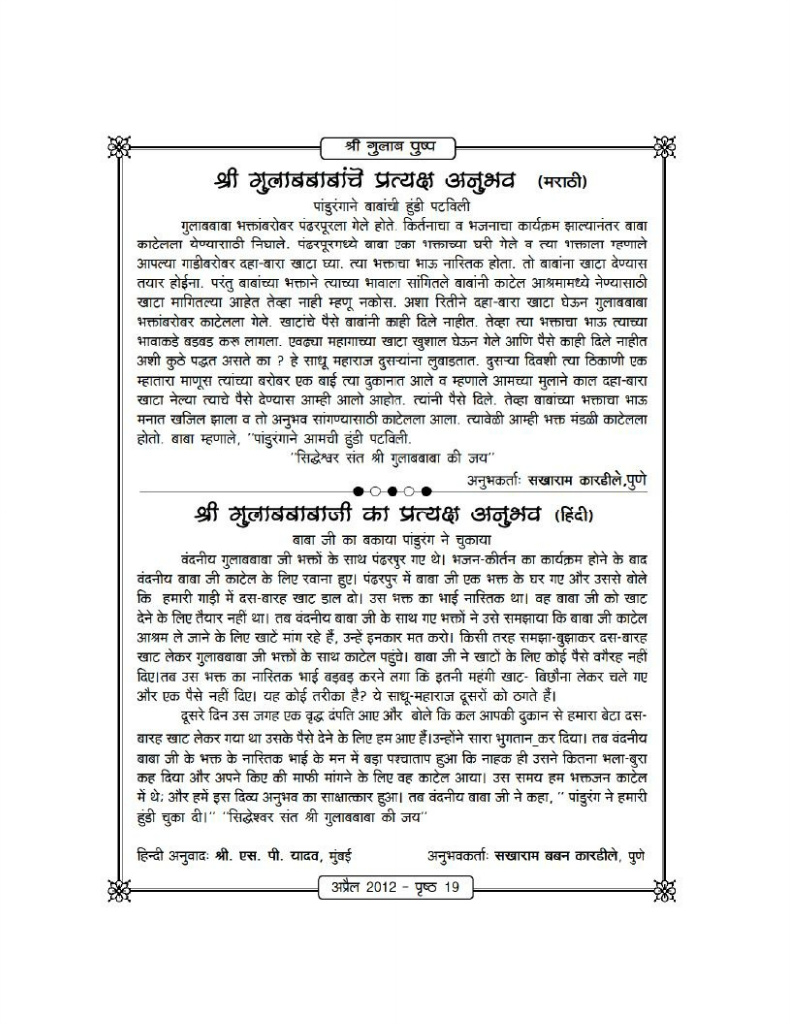 श्री गुलाब पुष्प
श्री गुलाबबाबांचे प्रत्यक्ष अनुभव (मराठी)
पांडुरंगाने बाबांची हुंडी पटविली
गुलाबबाबा भक्तांबरोबर पंढरपूरला गेले होते. किर्तनाचा व भजनाचा कार्यक्रम झाल्यानंतर बाबा
काटेलला येण्यासाठी निघाले. पंढरपूरगध्ये बाबा एका भक्ताच्या घरी गेले व त्या भक्ताला म्हणाले
आपल्या गाडीबरोबर दहा-बारा खाटा घ्या. त्या भक्ताचा भाऊ नास्तिक होता. तो बाबांना खाटा देण्यास
तयार होईना. परंतु बाबांच्या भक्ताने त्याच्या भावाला सांगितले बाबांनी काटेल आश्रमामध्ये नेण्यासाठी
खाटा मागितल्या आहेत तेव्हा नाही म्हणू नकोस. अशा रितीने दहा-बारा खाटा घेऊन गुलाबबाबा
भक्तांबरोबर काटेलला गेले. खाटांचे पैसे बाबांनी काही दिले नाहीत. तेव्हा त्या भक्ताचा भाऊ त्याच्या
भावाकडे बडबड करू लागला. एवढ्या महागाच्या खाटा खुशाल घेऊन गेले आणि पैसे काही दिले नाहीत
अशी कुठे पद्धत असते का ? हे साधू महाराज दुसऱ्यांना लुबाडतात. दुसऱ्या दिवशी त्या ठिकाणी एक
म्हातारा माणूस त्यांच्या बरोबर एक बाई त्या दुकानात आले व म्हणाले आमच्या मुलाने काल दहा-बारा
खाटा नेल्या त्याचे पैसे देण्यास आम्ही आलो आहोत. त्यांनी पैसे दिले. तेव्हा बाबांच्या भक्ताचा भाऊ
मनात खजिल झाला व तो अनुभव सांगण्यासाठी काटेलला आला. त्यावेळी आम्ही भक्त मंडळी काटेलला
होतो. बाबा म्हणाले, "पांडुरंगाने आमची हुंडी पटविली.
"सिद्धेश्वर संत श्री गुलाबबाबा की जय"
अनुभकर्ताः सखाराम कारडीले,पुणे
श्री गुलाबबाबाजी का प्रत्यक्ष अनुभव (हिंदी)
बाबा जी का बकाया पांडुरंग ने चुकाया
वंदनीय गुलाबबाबा जी भक्तों के साथ पंढरपुर गए थे। भजन-कीर्तन का कार्यक्रम होने के बाद
वंदनीय बाबा जी काटेल के लिए रवाना हुए। पंढरपुर में बाबा जी एक भक्त के घर गए और उससे बोले
कि हमारी गाड़ी में दस-बारह खाट डाल दो। उस भक्त का भाई नास्तिक था। वह बाबा जी को खाट
देने के लिए तैयार नहीं था। तब वंदनीय बाबा जी के साथ गए भक्तों ने उसे समझाया कि बाबा जी काटेल
आश्रम ले जाने के लिए खाटें मांग रहे हैं, उन्हें इनकार मत करो। किसी तरह समझा-बुझाकर दस-बारह
खाट लेकर गुलाबबाबा जी भक्तों के साथ काटेल पहुंचे। बाबा जी ने खाटों के लिए कोई पैसे वगैरह नहीं
दिए।तब उस भक्त का नास्तिक भाई बड़बड़ करने लगा कि इतनी महंगी खाट- बिछौना लेकर चले गए
और एक पैसे नहीं दिए। यह कोई तरीका है? ये साधू-महाराज दूसरों को ठगते हैं।
दूसरे दिन उस जगह एक वृद्ध दंपति आए और बोले कि कल आपकी दुकान से हमारा बेटा दस-
बारह खाट लेकर गया था उसके पैसे देने के लिए हम आए हैं।उन्होंने सारा भुगतान_कर दिया। तब वंदनीय
बाबा जी के भक्त के नास्तिक भाई के मन में बड़ा पश्चाताप हुआ कि नाहक ही उसने कितना भला-बुरा
कह दिया और अपने किए की माफी मांगने के लिए वह काटेल आया। उस समय हम भक्तजन काटेल
में थे; और हमें इस दिव्य अनुभव का साक्षात्कार हुआ। तब वंदनीय बाबा जी ने कहा, " पांडुरंग ने हमारी
हुंडी चुका दी।" "सिद्धेश्वर संत श्री गुलाबबाबा की जय"
हिन्दी अनुवादः श्री. एस. पी. यादव, मुंबई अनुभवकर्ताः सखाराम बबन कारडीले, पुणे
अप्रैल 2012 - पृष्ठ 19